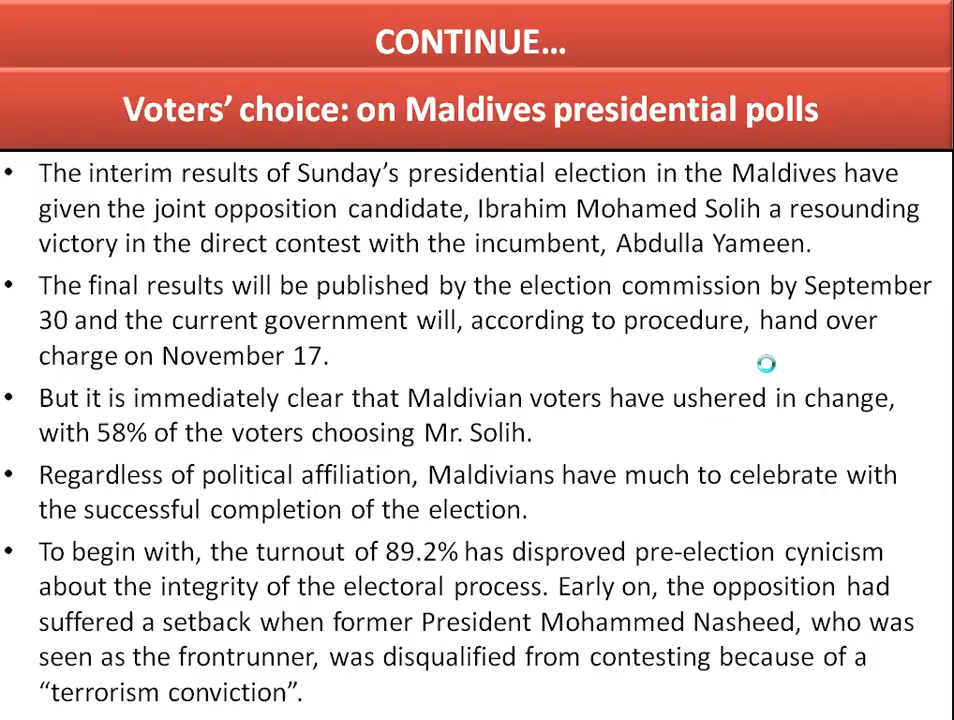 CONTINUE…
Voters’ choice: on Maldives presidential polls
• The interim results of Sunday’s presidential election in the Maldives have
given the joint opposition candidate, Ibrahim Mohamed Solih a resounding
victory in the direct contest with the incumbent, Abdulla Yameen.
• The final results will be published by the election commission by September
30 and the current government will, according to procedure, hand over
charge on November 17.
• But it is immediately clear that Maldivian voters have ushered in change,
with 58% of the voters choosing Mr. Solih.
• Regardless of political affiliation, Maldivians have much to celebrate with
the successful completion of the election.
• To begin with, the turnout of 89.2% has disproved pre-election cynicism
about the integrity of the electoral process. Early on, the opposition had
suffered a setback when former President Mohammed Nasheed, who was
seen as the frontrunner, was disqualified from contesting because of a
“terrorism conviction”.